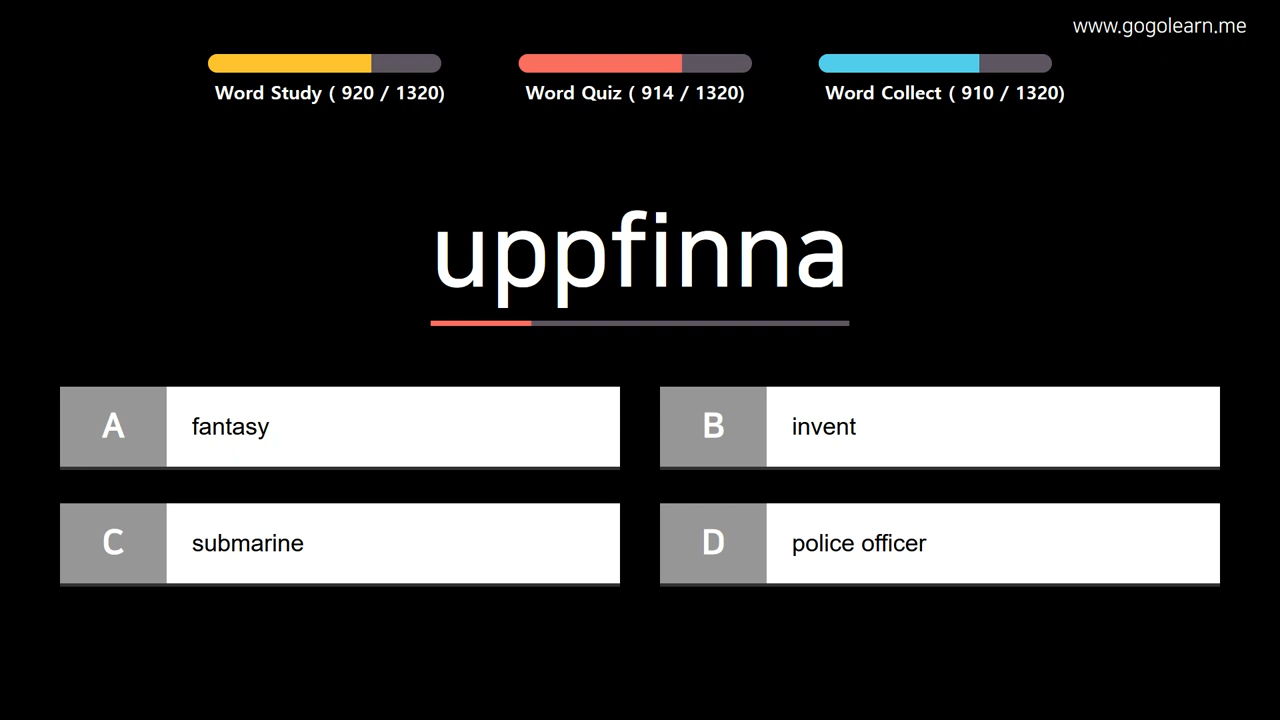 www.gogolearn.me
Word Study ( 920 / 1320)
Word Quiz ( 914 / 1320)
Word Collect ( 910 / 1320)
uppfinna
A fantasy
B invent
C submarine
D police officer